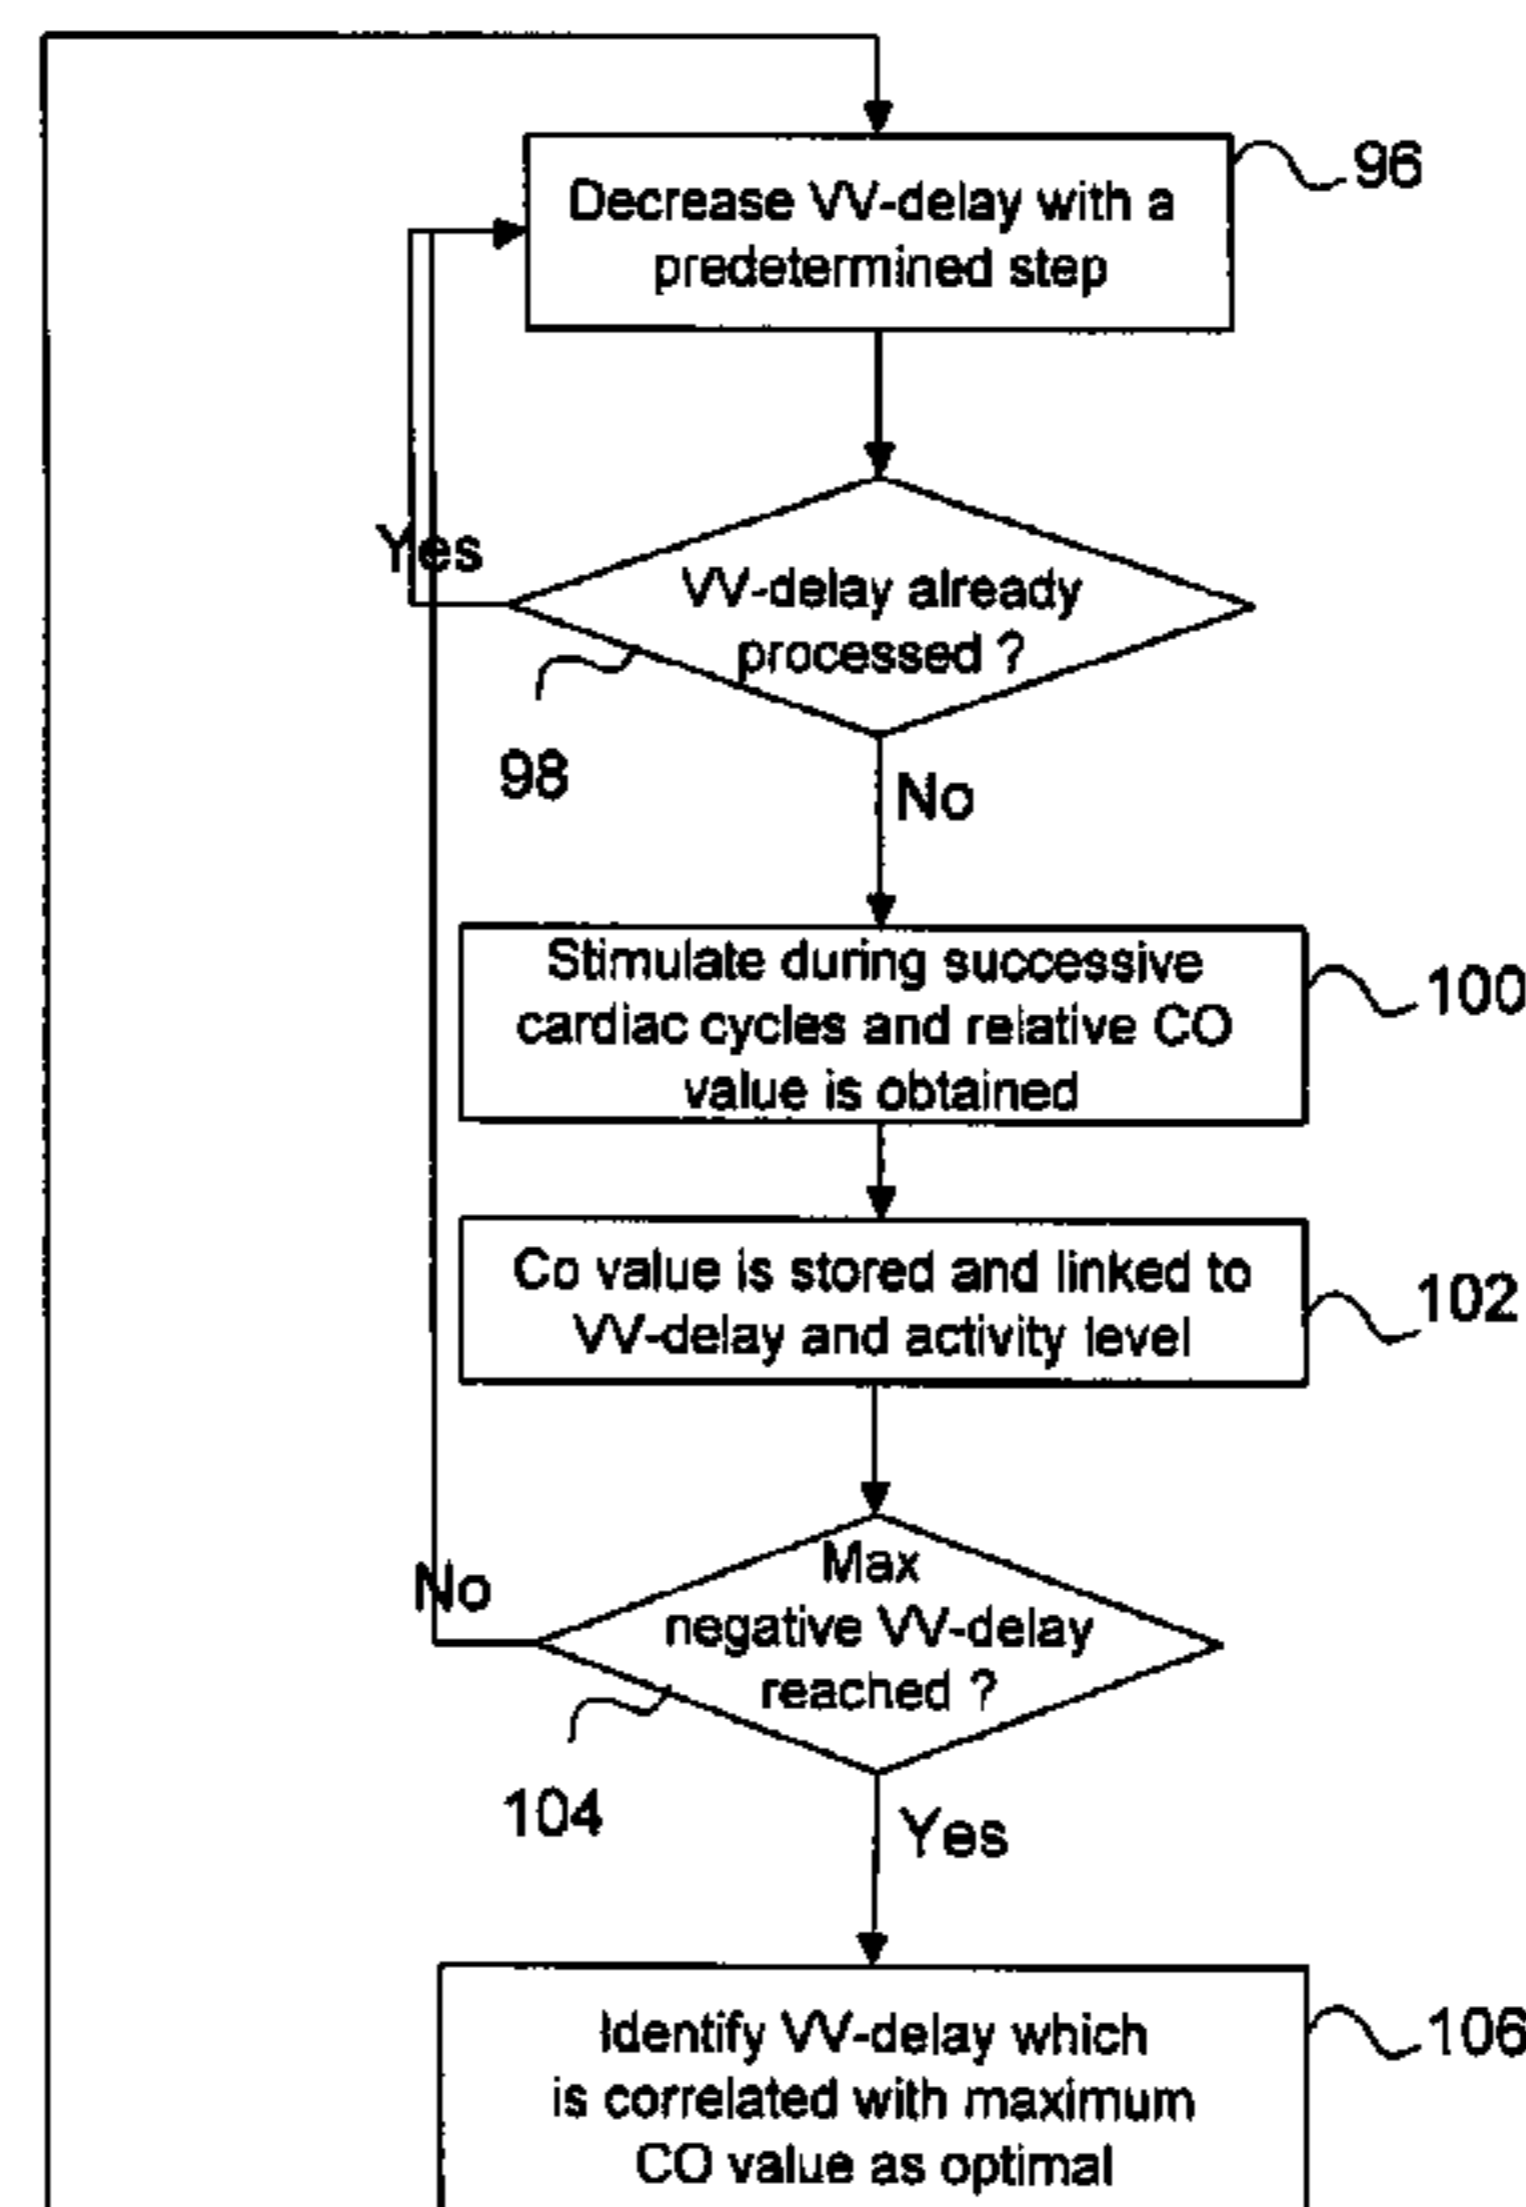 96
Decrease VV-delay with a
predetermined step
Yes
VV-delay already
processed ?
98
No
Stimulate during successive
cardiac cycles and relative CO
value is obtained
100
Co value is stored and linked to
VV-delay and activity level
102
Max
negative VV-delay
reached ?
No
104
Yes
Identify VV-delay which
is correlated with maximum
CO value as optimal
106